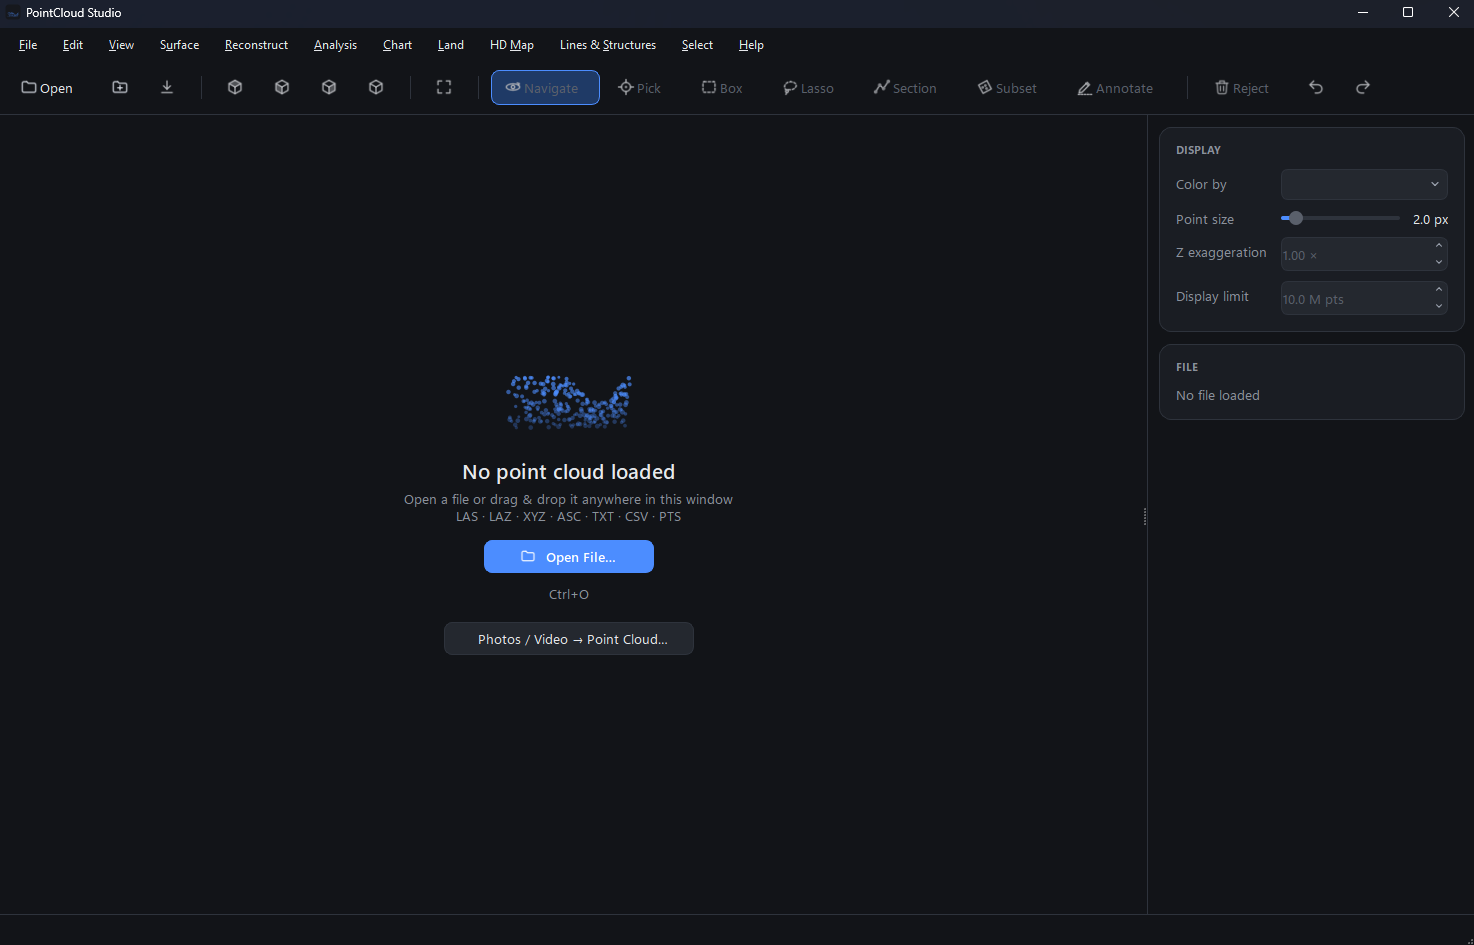 PointCloud Studio
File Edit View Surface Reconstruct Analysis Chart Land HD Map Lines & Structures Select Help
Open Navigate Pick Box Lasso Section Subset Annotate Reject
DISPLAY
Color by
Point size 2.0 px
Z exaggeration 1.00 ×
Display limit 10.0 M pts
FILE
No file loaded
No point cloud loaded
Open a file or drag & drop it anywhere in this window
LAS · LAZ · XYZ · ASC · TXT · CSV · PTS
Open File...
Ctrl+O
Photos / Video → Point Cloud...